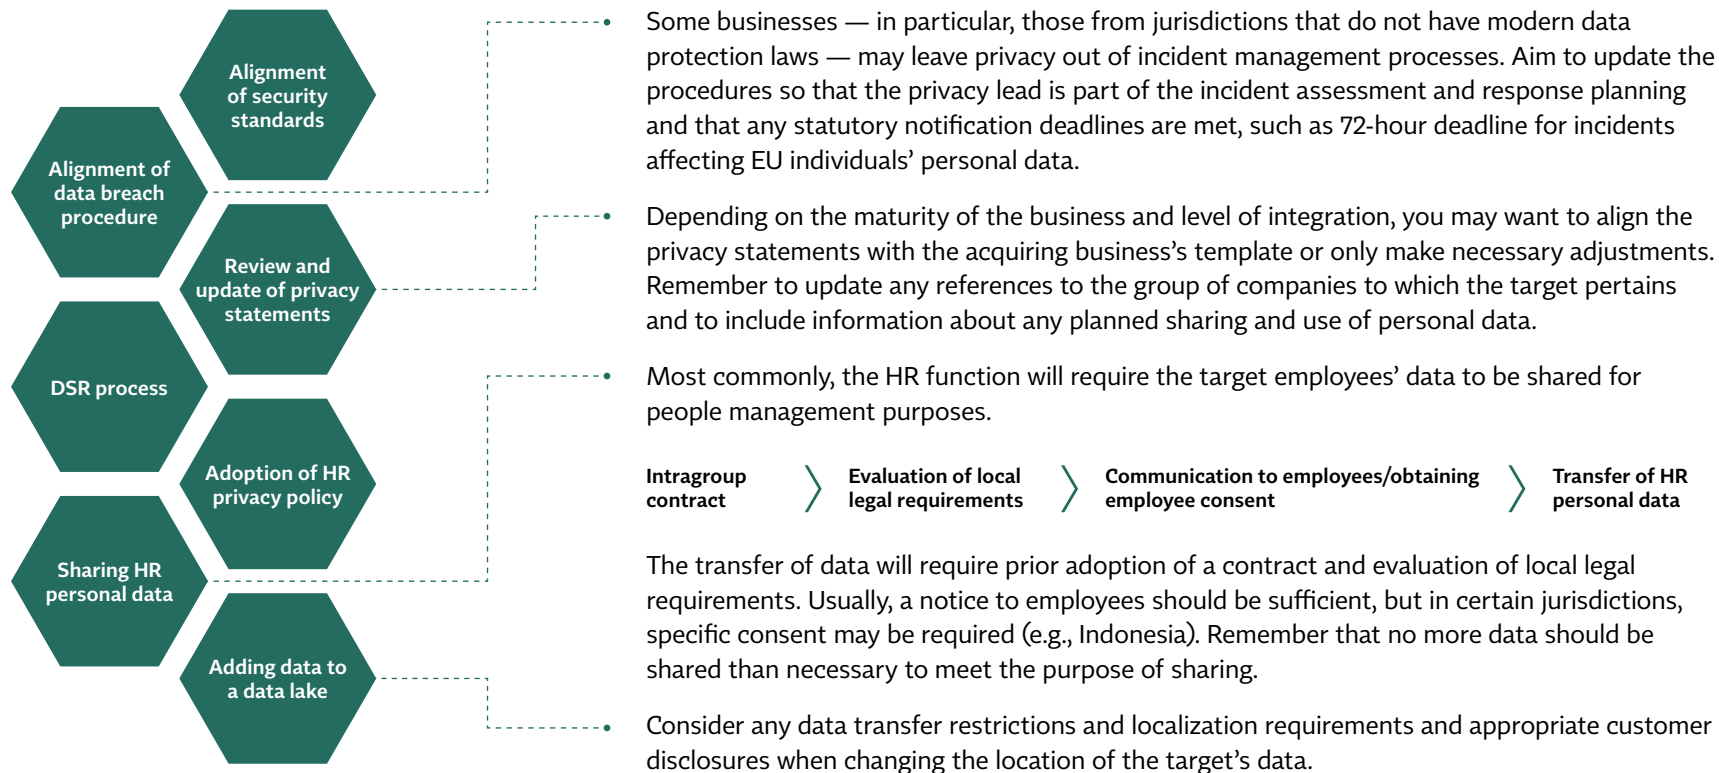 Alignment
of security
standards
Alignment of
data breach
procedure
Review and
update of privacy
statements
DSR process
Adoption of HR
privacy policy
Sharing HR
personal data
Adding data to
a data lake
Some businesses — in particular, those from jurisdictions that do not have modern data
protection laws — may leave privacy out of incident management processes. Aim to update the
procedures so that the privacy lead is part of the incident assessment and response planning
and that any statutory notification deadlines are met, such as 72-hour deadline for incidents
affecting EU individuals’ personal data.
Depending on the maturity of the business and level of integration, you may want to align the
privacy statements with the acquiring business’s template or only make necessary adjustments.
Remember to update any references to the group of companies to which the target pertains
and to include information about any planned sharing and use of personal data.
Most commonly, the HR function will require the target employees’ data to be shared for
people management purposes.
Intragroup
contract
Evaluation of local
legal requirements
Communication to employees/obtaining
employee consent
Transfer of HR
personal data
The transfer of data will require prior adoption of a contract and evaluation of local legal
requirements. Usually, a notice to employees should be sufficient, but in certain jurisdictions,
specific consent may be required (e.g., Indonesia). Remember that no more data should be
shared than necessary to meet the purpose of sharing.
Consider any data transfer restrictions and localization requirements and appropriate customer
disclosures when changing the location of the target’s data.